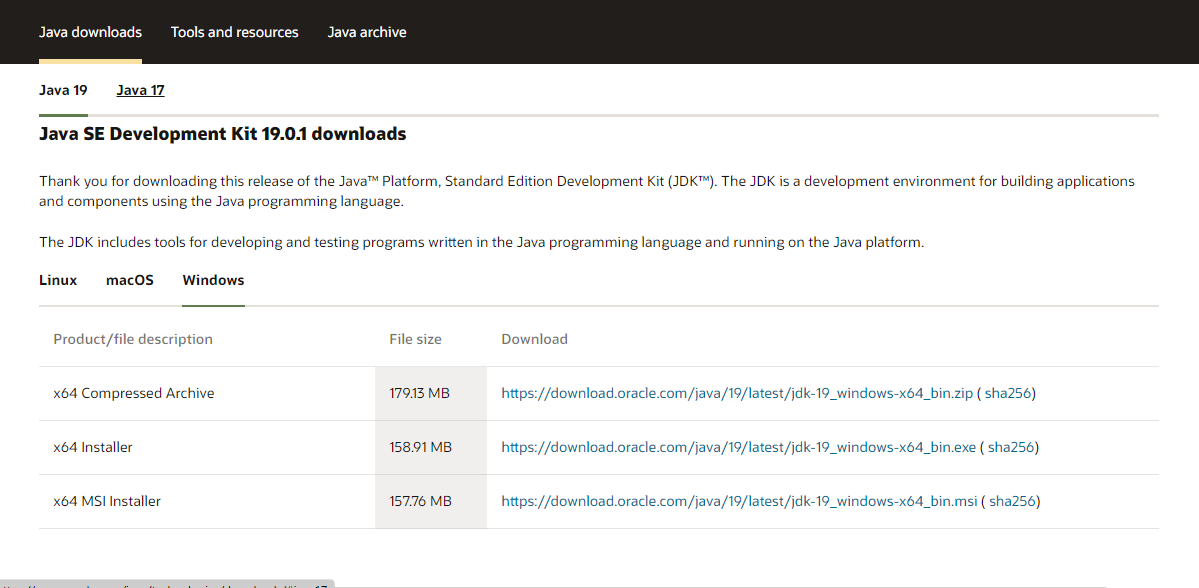 Java downloads Tools and resources Java archive
Java 19 Java 17
Java SE Development Kit 19.0.1 downloads
Thank you for downloading this release of the Java™ Platform, Standard Edition Development Kit (JDK™). The JDK is a development environment for building applications
and components using the Java programming language.
The JDK includes tools for developing and testing programs written in the Java programming language and running on the Java platform.
Linux macOS Windows
Product/file description File size Download
x64 Compressed Archive 179.13 MB https://download.oracle.com/java/19/latest/jdk-19_windows-x64_bin.zip ( sha256)
x64 Installer 158.91 MB https://download.oracle.com/java/19/latest/jdk-19_windows-x64_bin.exe ( sha256)
x64 MSI Installer 157.76 MB https://download.oracle.com/java/19/latest/jdk-19_windows-x64_bin.msi ( sha256)